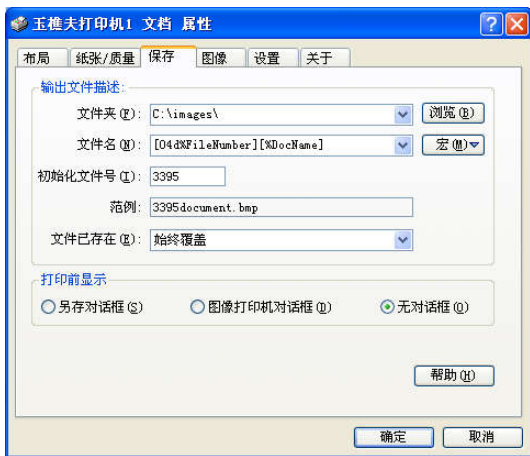 玉樵夫打印机1 文档 属性
布局 纸张/质量 保存 图像 设置 关于
输出文件描述:
文件夹(F): C:\images\ 浏览(B)
文件名(N): [04d%FileNumber][%DocName] 宏(M)
初始化文件号(I): 3395
范例: 3395document.bmp
文件已存在(E): 始终覆盖
打印前显示
另存对话框(S) 图像打印机对话框(D) 无对话框(O)
帮助(H)
确定 取消